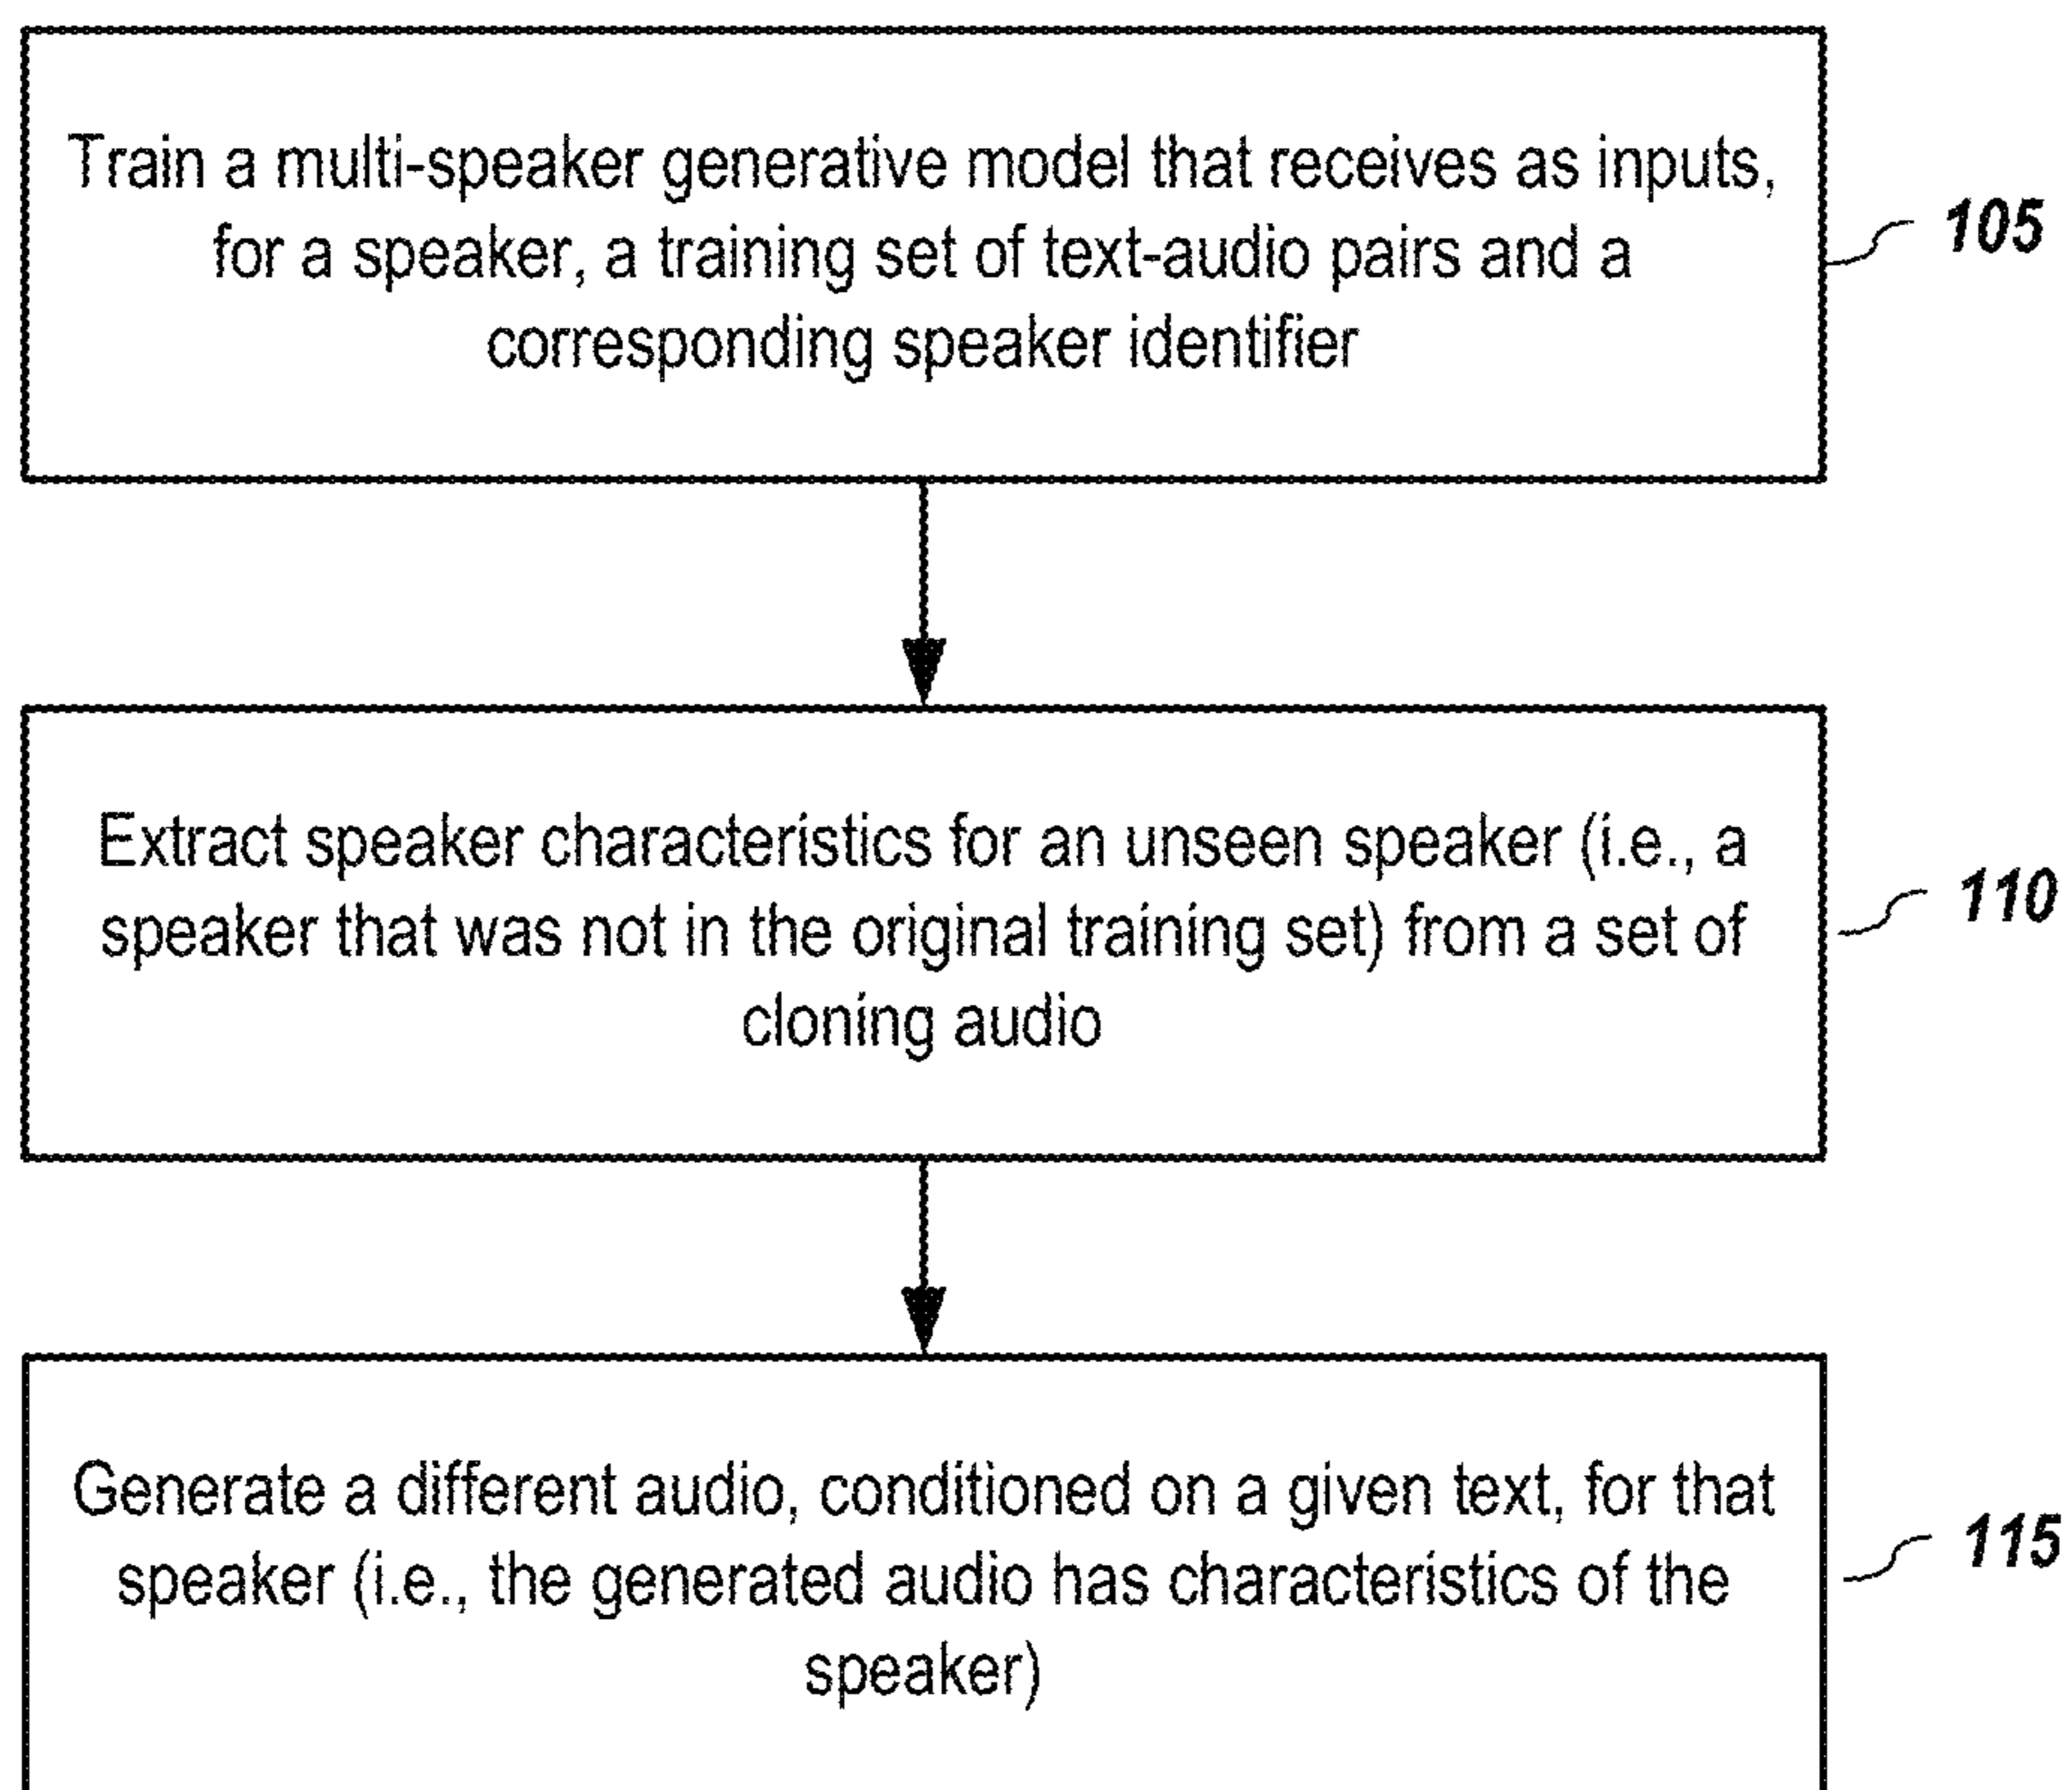 Train a multi-speaker generative model that receives as inputs,
for a speaker, a training set of text-audio pairs and a
corresponding speaker identifier
105
Extract speaker characteristics for an unseen speaker (i.e., a
speaker that was not in the original training set) from a set of
cloning audio
110
Generate a different audio, conditioned on a given text, for that
speaker (i.e., the generated audio has characteristics of the
speaker)
115